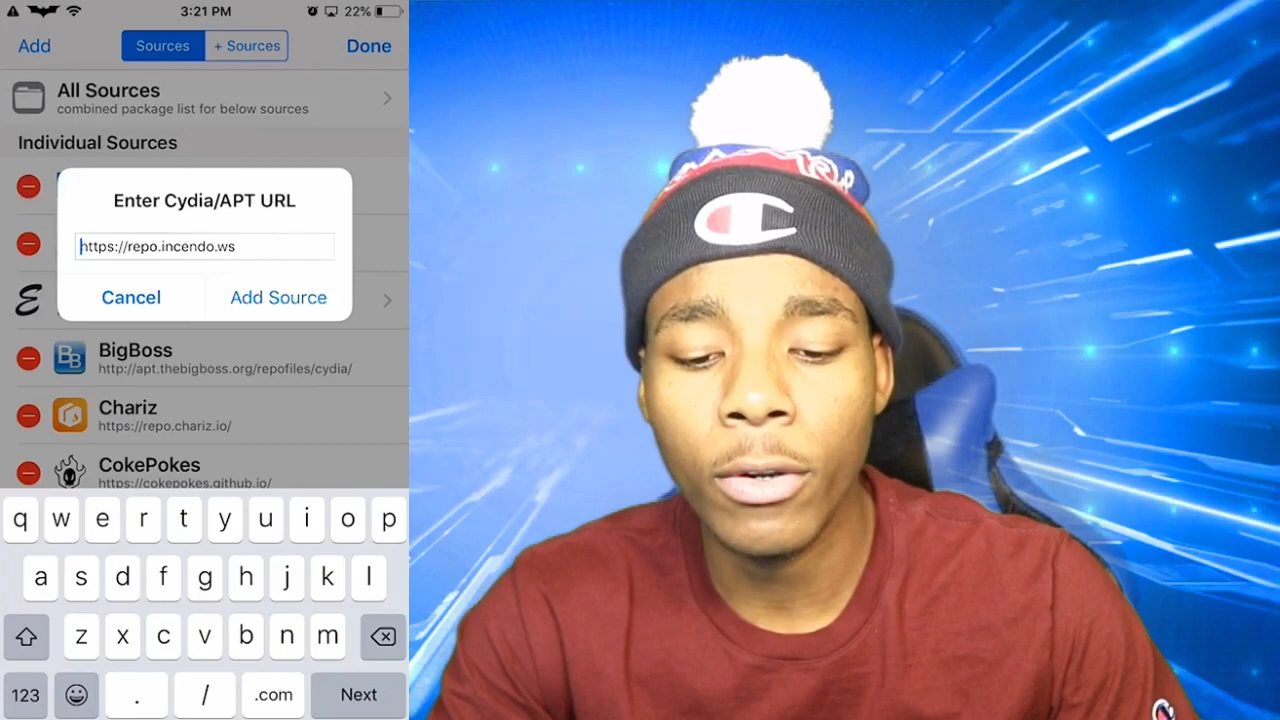 3:21 PM
22%
Add
Sources
+ Sources
Done
All Sources
combined package list for below sources
Individual Sources
Enter Cydia/APT URL
https://repo.incendo.ws
Cancel
Add Source
BigBoss
http://apt.thebigboss.org/repofiles/cydia/
Chariz
https://repo.chariz.io/
CokePokes
https://cokepokes.github.io/
q w e r t y u i o p
a s d f g h j k l
z x c v b n m
123
.
/
.com
Next